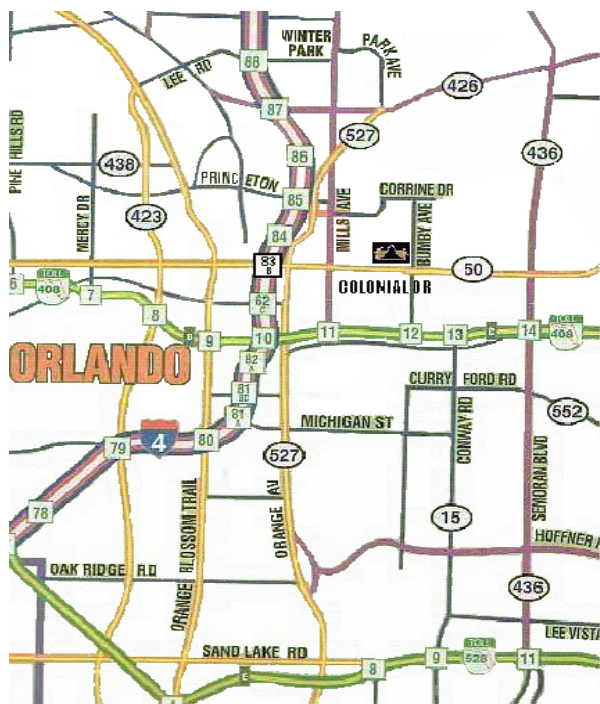 WINTER
PARK
PARK AVE
88
LEE RD
426
87
527
PINE HILLS RD
438
86
436
PRINCETON
85
CORRINE DR
MERCY DR
423
MILLS AVE
BUMBY AVE
84
83
B
50
6
TOLL
408
7
COLONIAL DR
82
8
9
10
11
12
13
14
TOLL
408
ORLANDO
82
A
81
81
A
CURRY FORD RD
552
4
MICHIGAN ST
79
80
527
CONWAY RD
SEMORAN BLVD
78
ORANGE BLOSSOM TRAIL
ORANGE AV
15
HOFFNER A
OAK RIDGE RD
436
LEE VISTA
SAND LAKE RD
8
E
9
TOLL
528
11
4